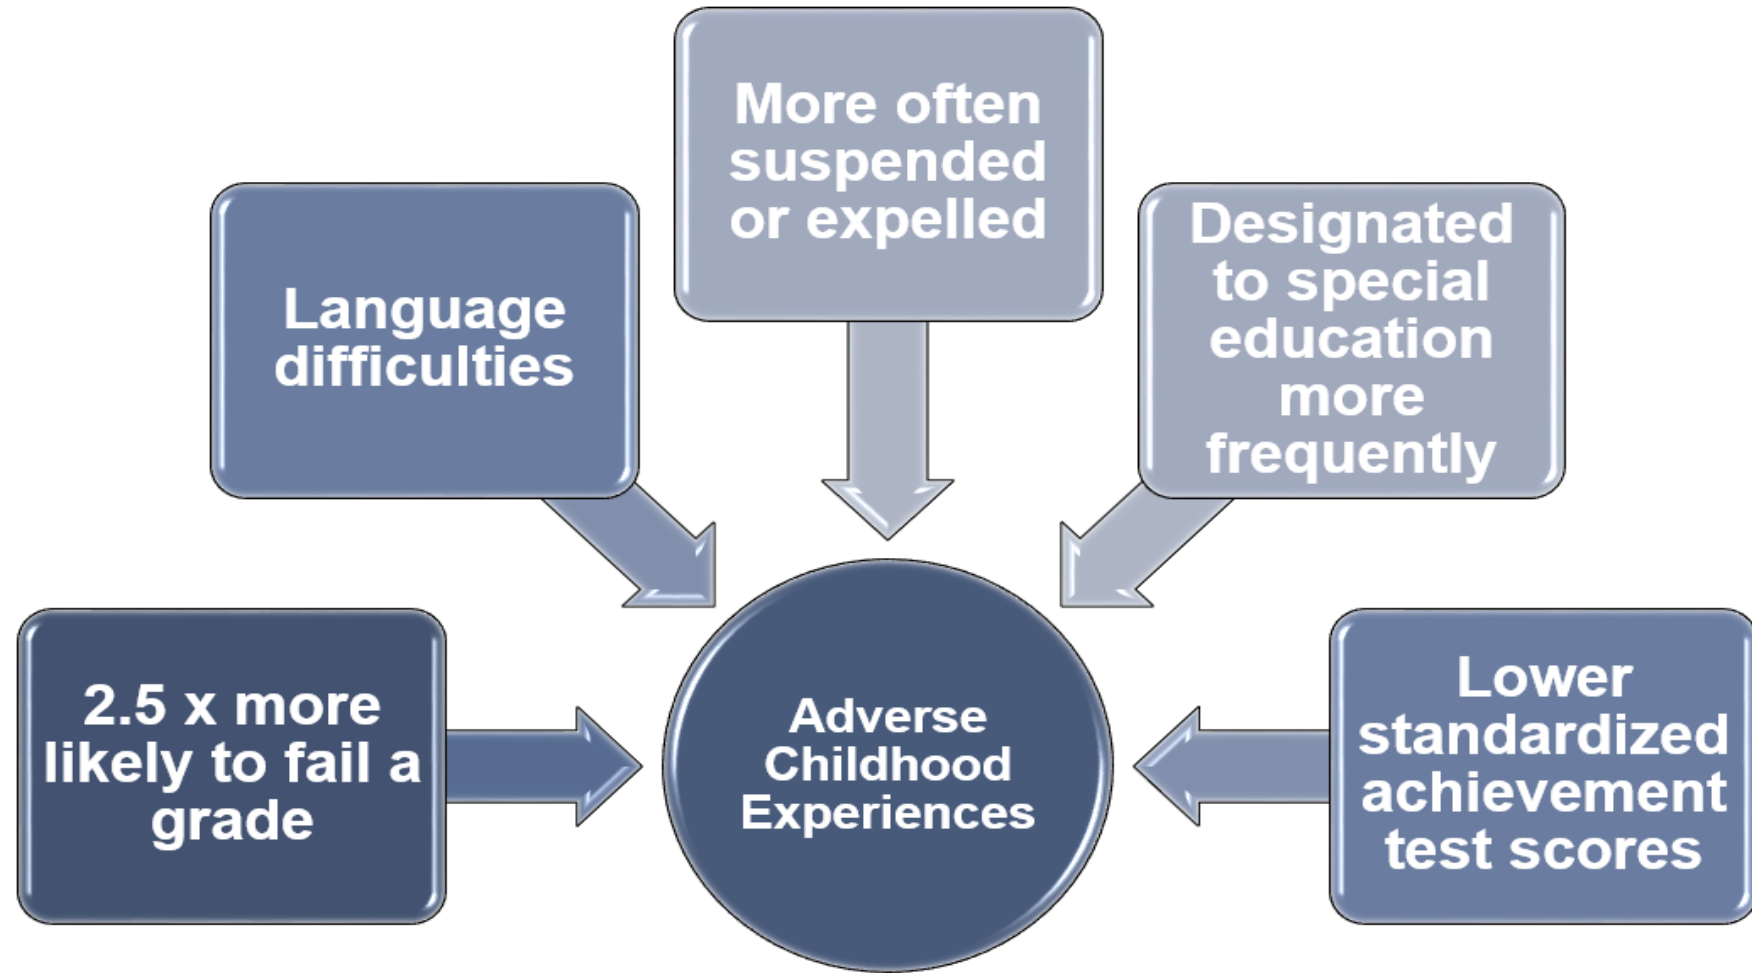 More often
suspended
or expelled
Language
difficulties
Designated
to special
education
more
frequently
2.5 x more
likely to fail a
grade
Adverse
Childhood
Experiences
Lower
standardized
achievement
test scores